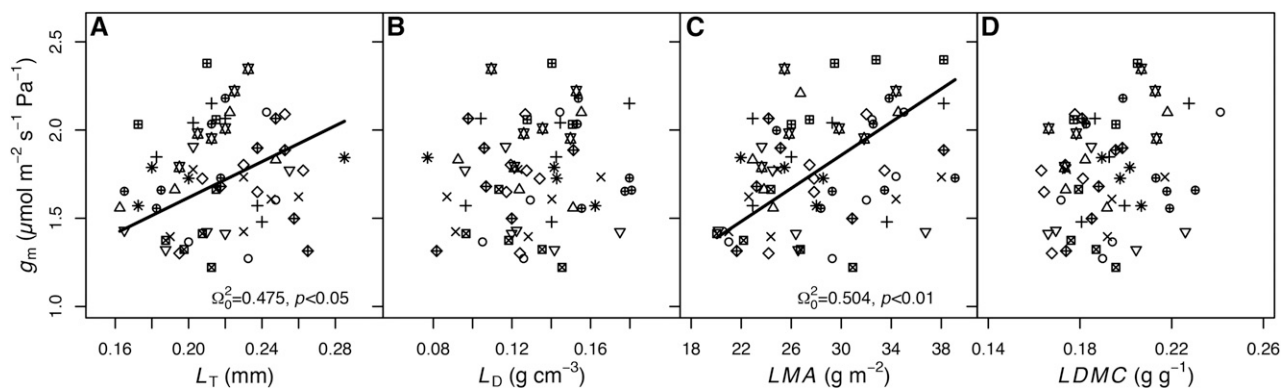 A B C D
2.5
2.0
1.5
1.0
gₘ (μmol m⁻² s⁻¹ Pa⁻¹)
Ω₀²=0.475, p<0.05
Ω₀²=0.504, p<0.01
0.16 0.20 0.24 0.28 0.08 0.12 0.16 18 22 26 30 34 38 0.14 0.18 0.22 0.26
L_T (mm) L_D (g cm⁻³) LMA (g m⁻²) LDMC (g g⁻¹)